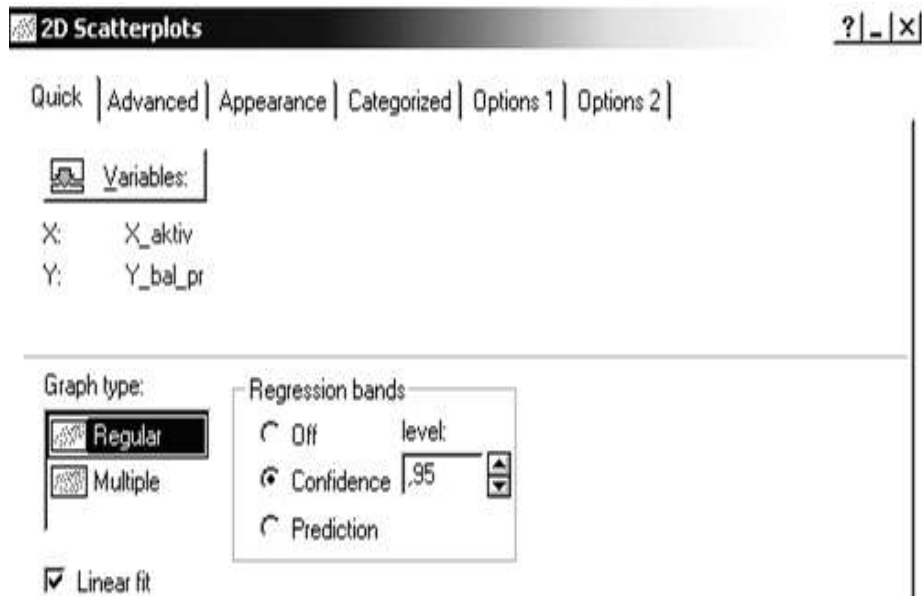 2D Scatterplots ? _ X
Quick Advanced Appearance Categorized Options 1 Options 2
Variables:
X: X_aktiv
Y: Y_bal_pr
Graph type:
Regular
Multiple
Linear fit
Regression bands
Off level:
Confidence ,95
Prediction